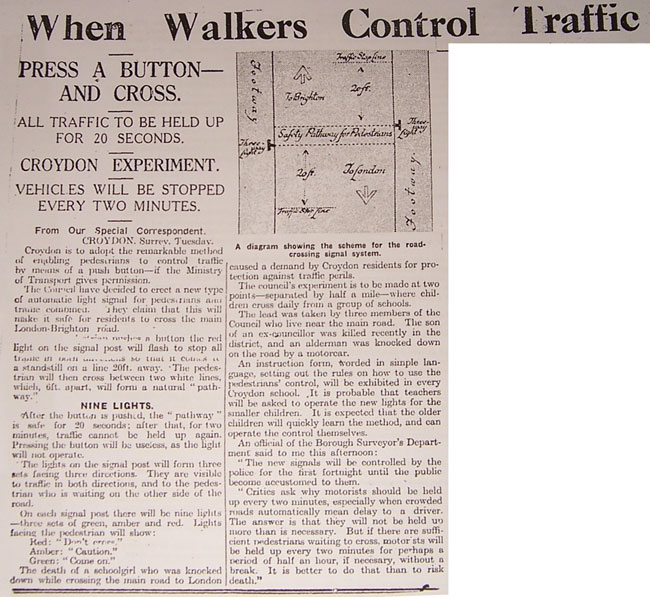 When Walkers Control Traffic
PRESS A BUTTON—
AND CROSS.
ALL TRAFFIC TO BE HELD UP
FOR 20 SECONDS.
CROYDON EXPERIMENT.
VEHICLES WILL BE STOPPED
EVERY TWO MINUTES.
From Our Special Correspondent.
CROYDON, Surrey, Tuesday.
Croydon is to adopt the remarkable method
of enabling pedestrians to control traffic
by means of a push button—if the Ministry
of Transport gives permission.
The Council have decided to erect a new type
of automatic light signal for pedestrians and
traffic combined. They claim that this will
make it safe for residents to cross the main
London-Brighton road.
a button the red
light on the signal post will flash to stop all
traffic in both directions so that it comes to
a standstill on a line 20ft. away. The pedes-
trian will then cross between two white lines,
which, 6ft. apart, will form a natural "path-
way."
NINE LIGHTS.
After the button is pushed, the "pathway"
is safe for 20 seconds; after that, for two
minutes, traffic cannot be held up again.
Pressing the button will be useless, as the light
will not operate.
The lights on the signal post will form three
sets facing three directions. They are visible
to traffic in both directions, and to the pedes-
trian who is waiting on the other side of the
road.
On each signal post there will be nine lights
—three sets of green, amber and red. Lights
facing the pedestrian will show:
Red: "Don't cross."
Amber: "Caution."
Green: "Come on."
The death of a schoolgirl who was knocked
down while crossing the main road to London
Footway
Traffic Stop Line
To Brighton
20ft.
Three-way Light
Safety Pathway for Pedestrians
Three-way Light
20ft.
To London
Traffic Stop Line
Footway
A diagram showing the scheme for the road-
crossing signal system.
caused a demand by Croydon residents for pro-
tection against traffic perils.
The council's experiment is to be made at two
points—separated by half a mile—where chil-
dren cross daily from a group of schools.
The lead was taken by three members of the
Council who live near the main road. The son
of an ex-councillor was killed recently in the
district, and an alderman was knocked down
on the road by a motorcar.
An instruction form, worded in simple lan-
guage, setting out the rules on how to use the
pedestrians' control, will be exhibited in every
Croydon school. It is probable that teachers
will be asked to operate the new lights for the
smaller children. It is expected that the older
children will quickly learn the method, and can
operate the control themselves.
An official of the Borough Surveyor's Depart-
ment said to me this afternoon:
"The new signals will be controlled by the
police for the first fortnight until the public
become accustomed to them.
"Critics ask why motorists should be held
up every two minutes, especially when crowded
roads automatically mean delay to a driver.
The answer is that they will not be held up
more than is necessary. But if there are suffi-
cient pedestrians waiting to cross, motor sts will
be held up every two minutes for perhaps a
period of half an hour, if necesary, without a
break. It is better to do that than to risk
death."